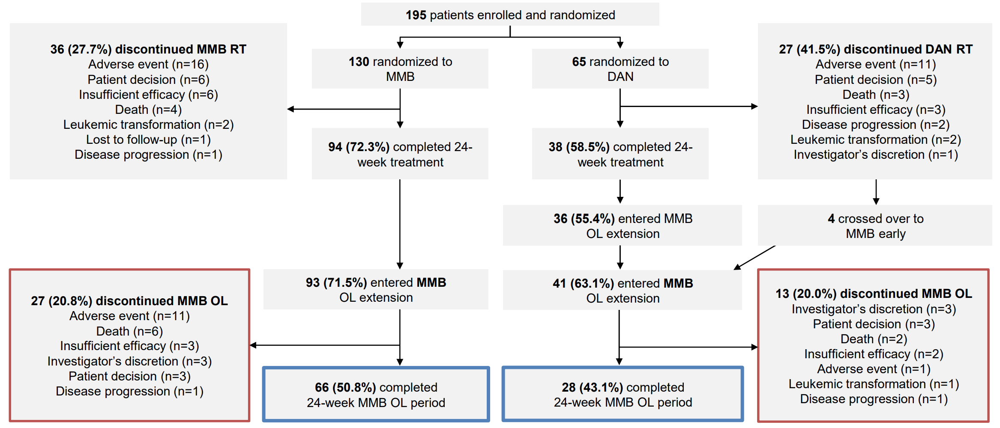 195 patients enrolled and randomized
36 (27.7%) discontinued MMB RT
Adverse event (n=16)
Patient decision (n=6)
Insufficient efficacy (n=6)
Death (n=4)
Leukemic transformation (n=2)
Lost to follow-up (n=1)
Disease progression (n=1)
130 randomized to
MMB
65 randomized to
DAN
27 (41.5%) discontinued DAN RT
Adverse event (n=11)
Patient decision (n=5)
Death (n=3)
Insufficient efficacy (n=3)
Disease progression (n=2)
Leukemic transformation (n=2)
Investigator’s discretion (n=1)
94 (72.3%) completed 24-
week treatment
38 (58.5%) completed 24-
week treatment
36 (55.4%) entered MMB
OL extension
4 crossed over to
MMB early
93 (71.5%) entered MMB
OL extension
41 (63.1%) entered MMB
OL extension
27 (20.8%) discontinued MMB OL
Adverse event (n=11)
Death (n=6)
Insufficient efficacy (n=3)
Investigator’s discretion (n=3)
Patient decision (n=3)
Disease progression (n=1)
13 (20.0%) discontinued MMB OL
Investigator’s discretion (n=3)
Patient decision (n=3)
Death (n=2)
Insufficient efficacy (n=2)
Adverse event (n=1)
Leukemic transformation (n=1)
Disease progression (n=1)
66 (50.8%) completed
24-week MMB OL period
28 (43.1%) completed
24-week MMB OL period